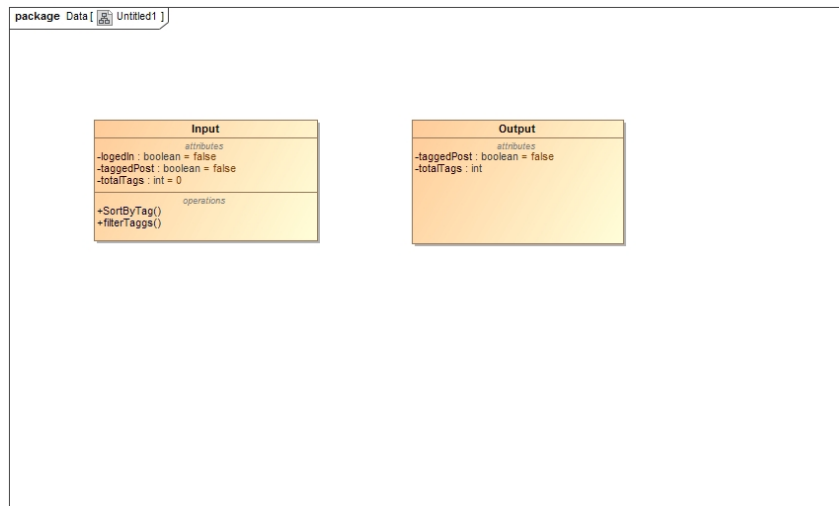 package Data [ Untitled1 ]
Input
attributes
-logedIn : boolean = false
-taggedPost : boolean = false
-totalTags : int = 0
operations
+SortByTag()
+filterTaggs()
Output
attributes
-taggedPost : boolean = false
-totalTags : int